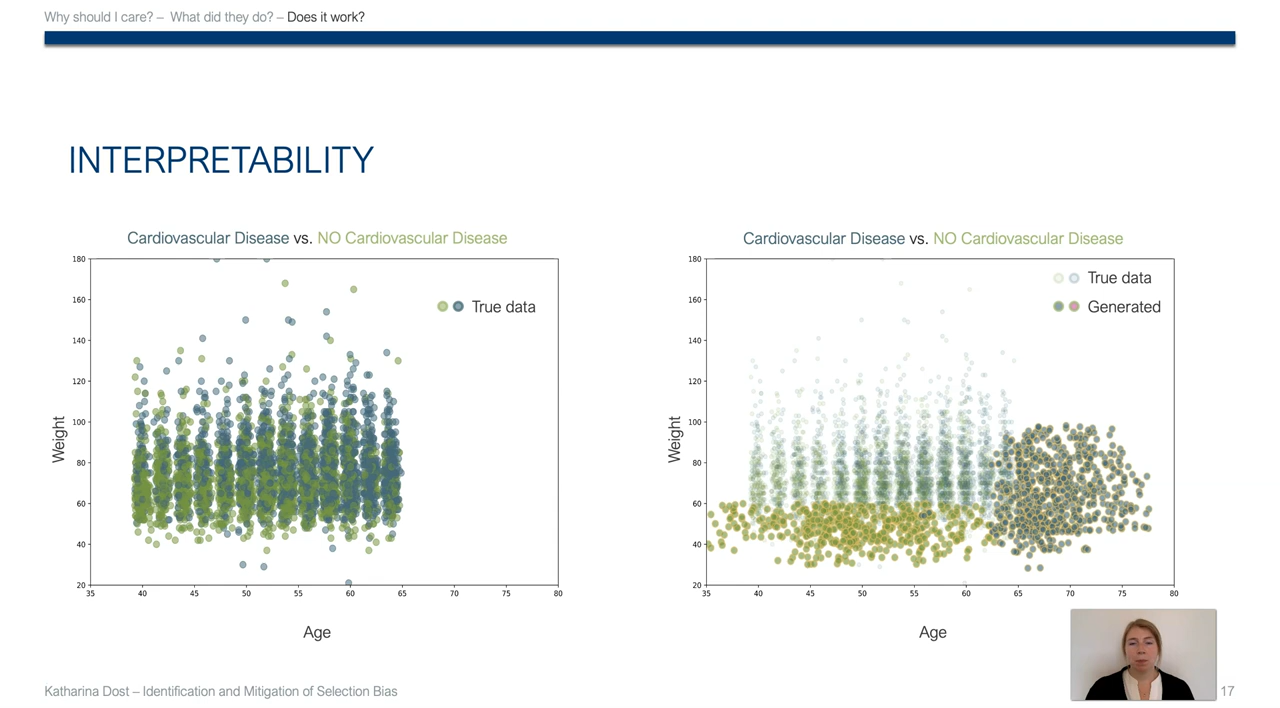 Why should I care? – What did they do? – Does it work?
INTERPRETABILITY
Cardiovascular Disease vs. NO Cardiovascular Disease
180
160
140
120
100
80
60
40
20
35 40 45 50 55 60 65 70 75 80
Weight
Age
True data
Cardiovascular Disease vs. NO Cardiovascular Disease
180
160
140
120
100
80
60
40
20
35 40 45 50 55 60 65 70 75 80
Weight
Age
True data
Generated
Katharina Dost – Identification and Mitigation of Selection Bias
17